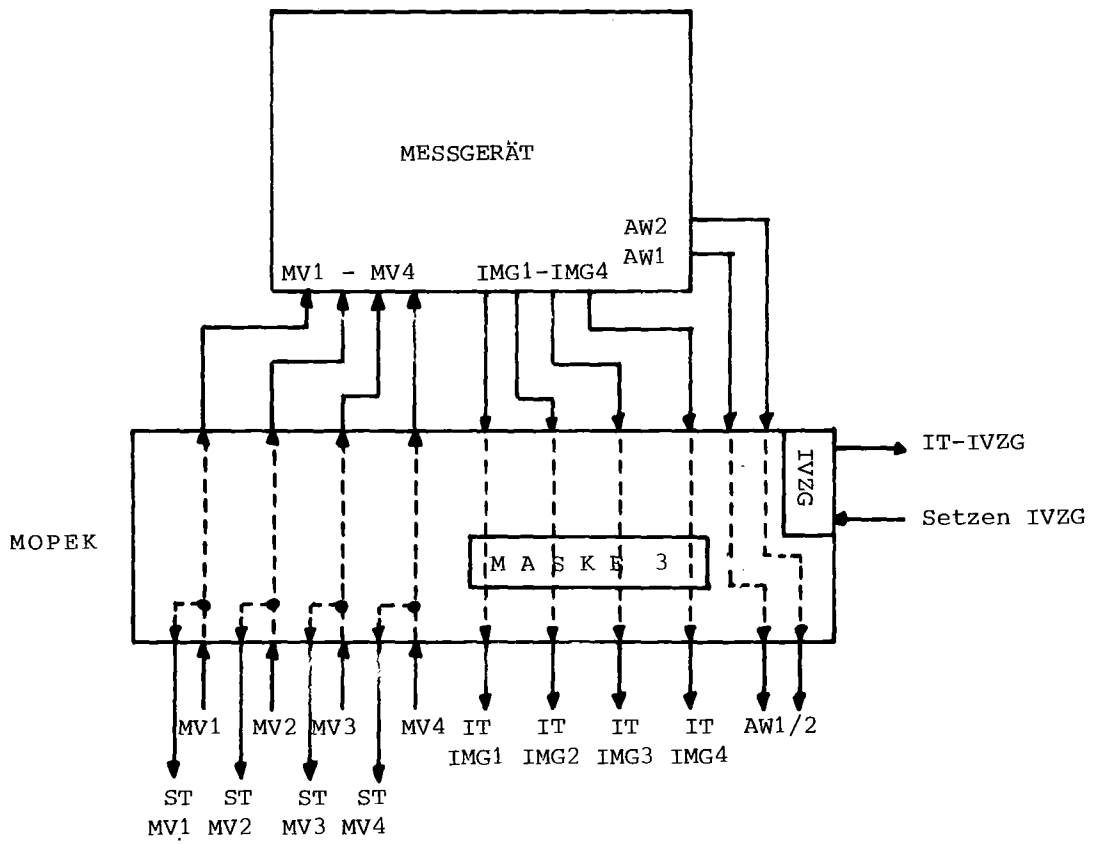 MESSGERÄT
AW2
AW1
MV1 - MV4
IMG1-IMG4
IVZG
IT-IVZG
Setzen IVZG
MOPEK
MASKE 3
MV1
MV2
MV3
MV4
IT
IMG1
IT
IMG2
IT
IMG3
IT
IMG4
AW1/2
ST
MV1
ST
MV2
ST
MV3
ST
MV4